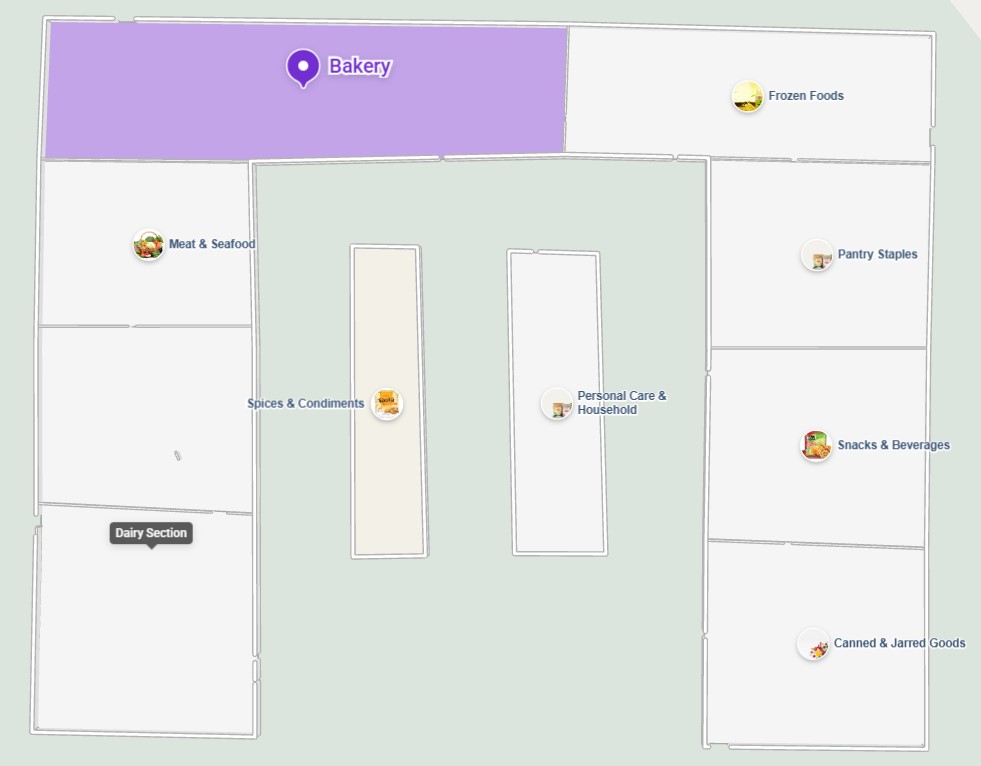 Bakery
Frozen Foods
Meat & Seafood
Pantry Staples
Spices & Condiments
Personal Care &
Household
Snacks & Beverages
Dairy Section
Canned & Jarred Goods